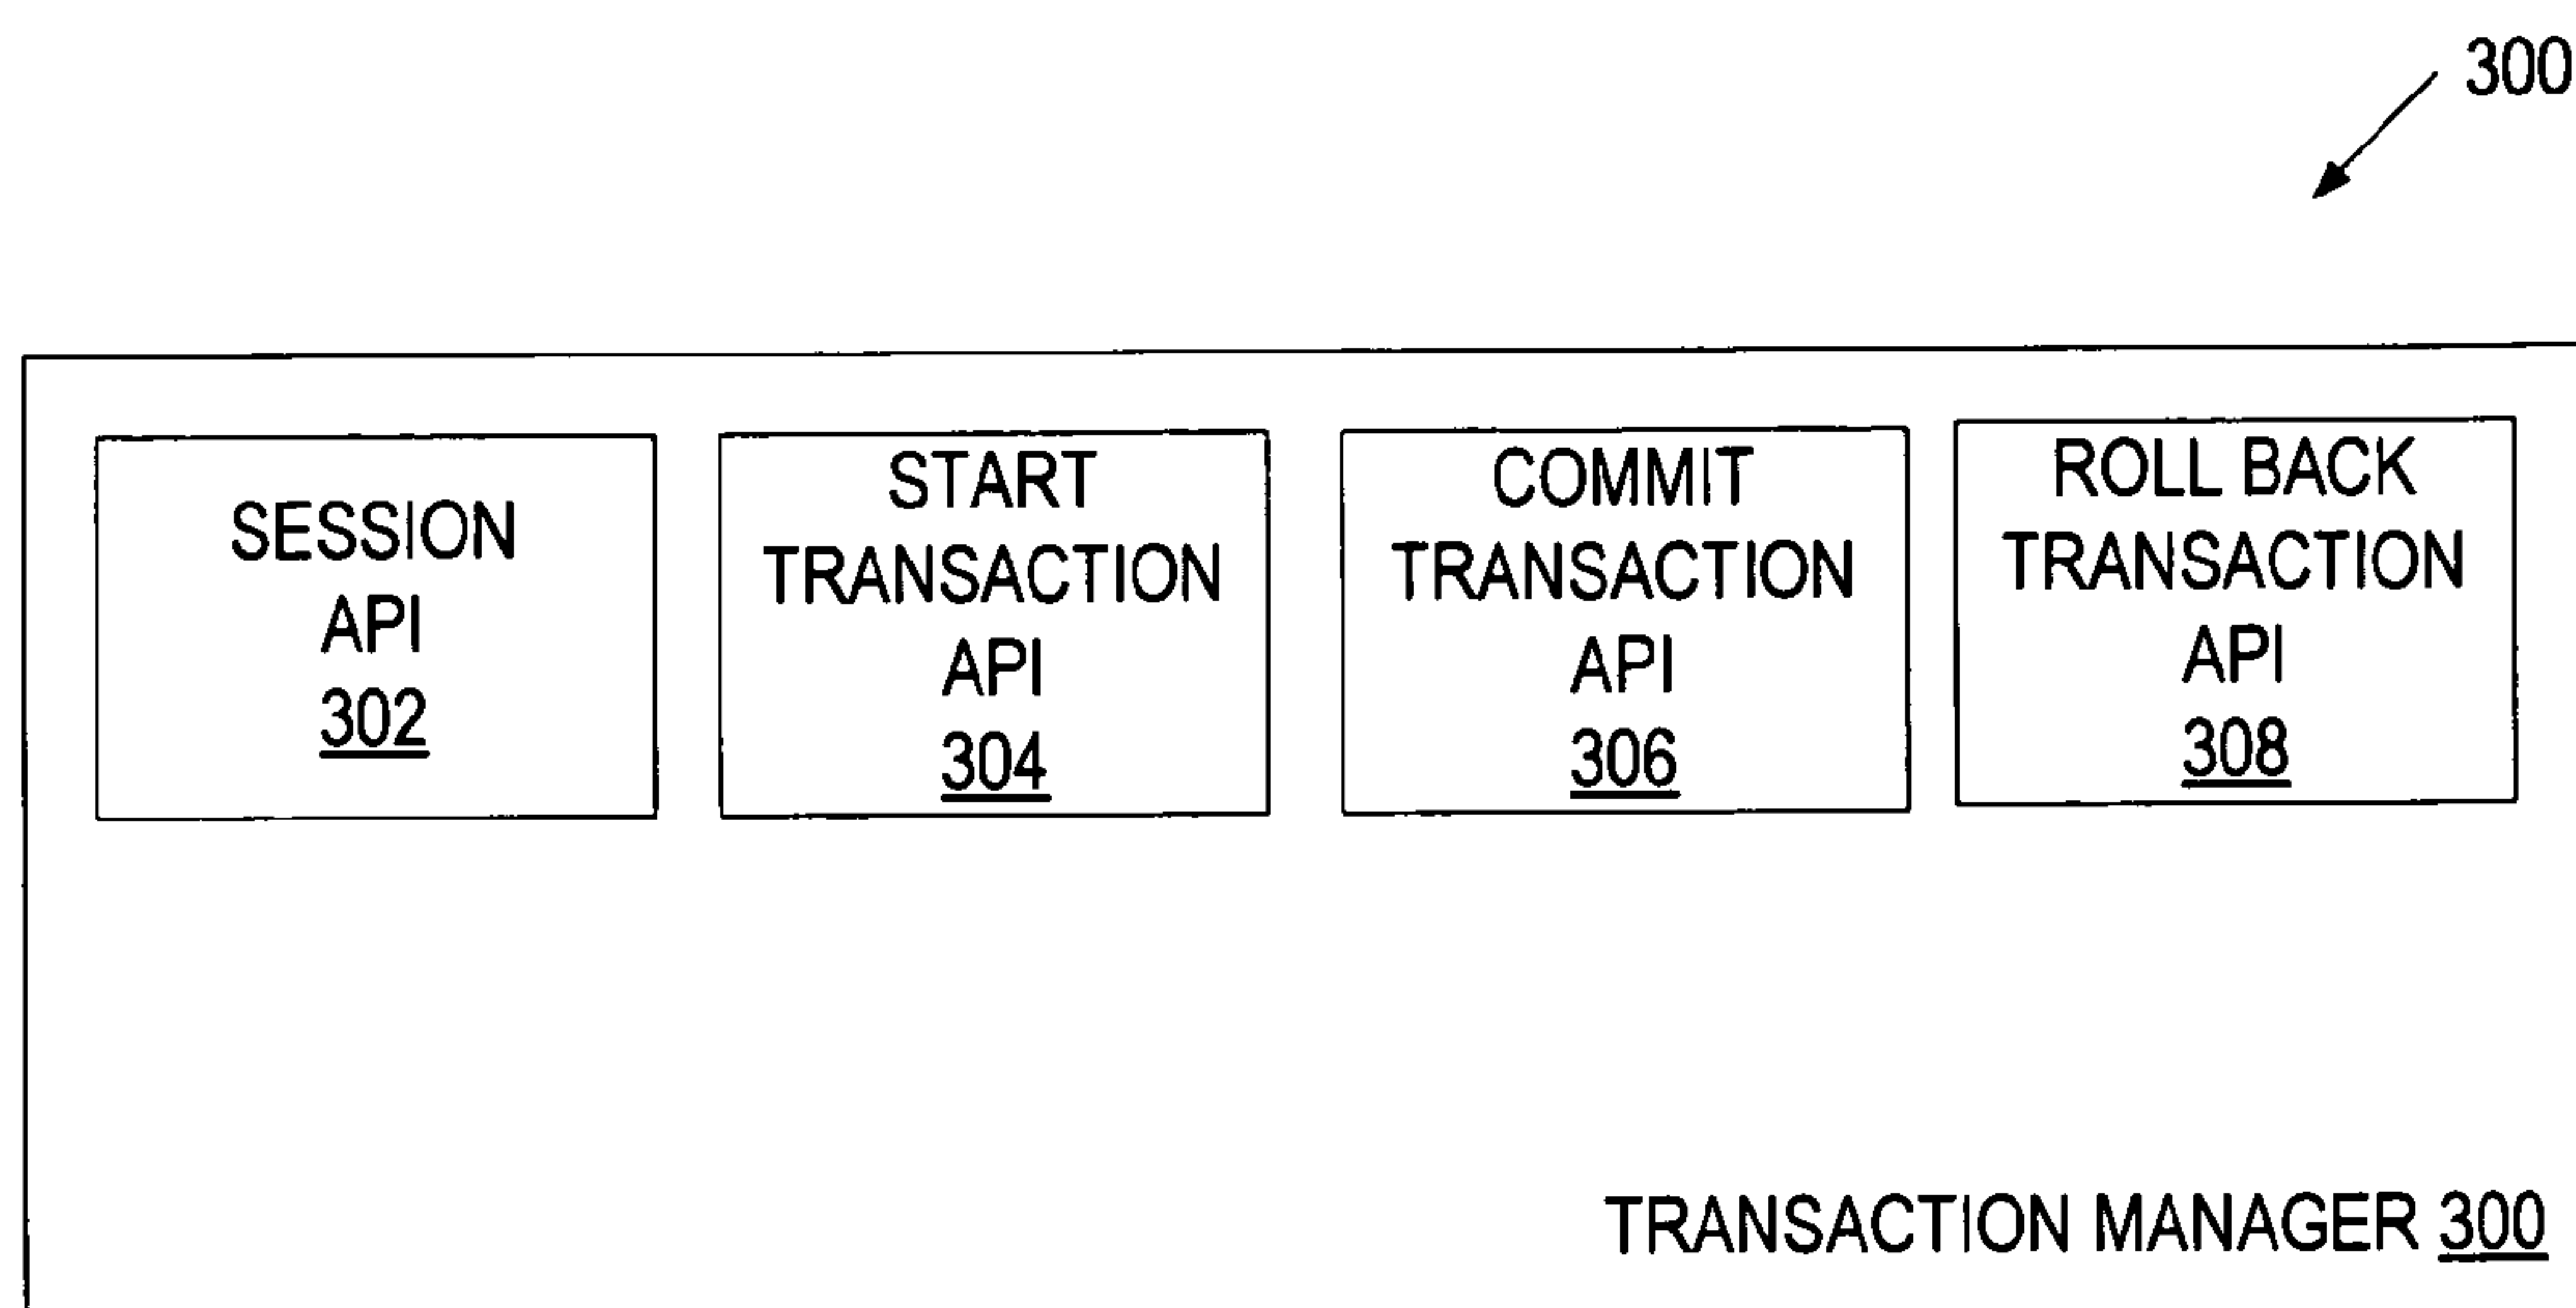 300
SESSION
API
302
START
TRANSACTION
API
304
COMMIT
TRANSACTION
API
306
ROLL BACK
TRANSACTION
API
308
TRANSACTION MANAGER 300